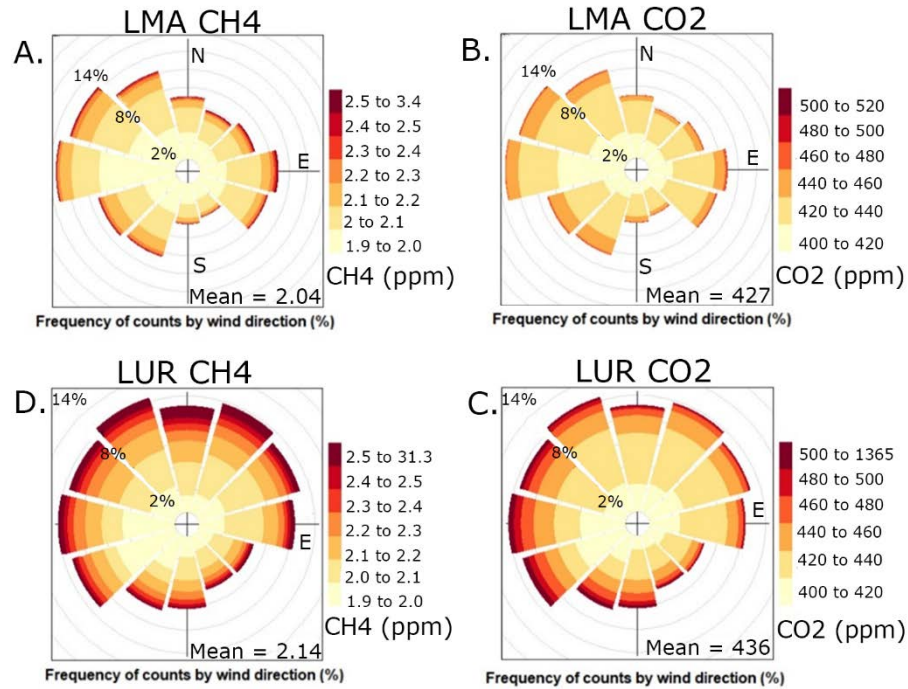 LMA CH4
A.
N
14%
8%
2%
E
S
Mean = 2.04
2.5 to 3.4
2.4 to 2.5
2.3 to 2.4
2.2 to 2.3
2.1 to 2.2
2 to 2.1
1.9 to 2.0
CH4 (ppm)
Frequency of counts by wind direction (%)
LMA CO2
B.
N
14%
8%
2%
E
S
Mean = 427
500 to 520
480 to 500
460 to 480
440 to 460
420 to 440
400 to 420
CO2 (ppm)
Frequency of counts by wind direction (%)
LUR CH4
D.
14%
8%
2%
E
Mean = 2.14
2.5 to 31.3
2.4 to 2.5
2.3 to 2.4
2.2 to 2.3
2.1 to 2.2
2.0 to 2.1
1.9 to 2.0
CH4 (ppm)
Frequency of counts by wind direction (%)
LUR CO2
C.
14%
8%
2%
E
Mean = 436
500 to 1365
480 to 500
460 to 480
440 to 460
420 to 440
400 to 420
CO2 (ppm)
Frequency of counts by wind direction (%)